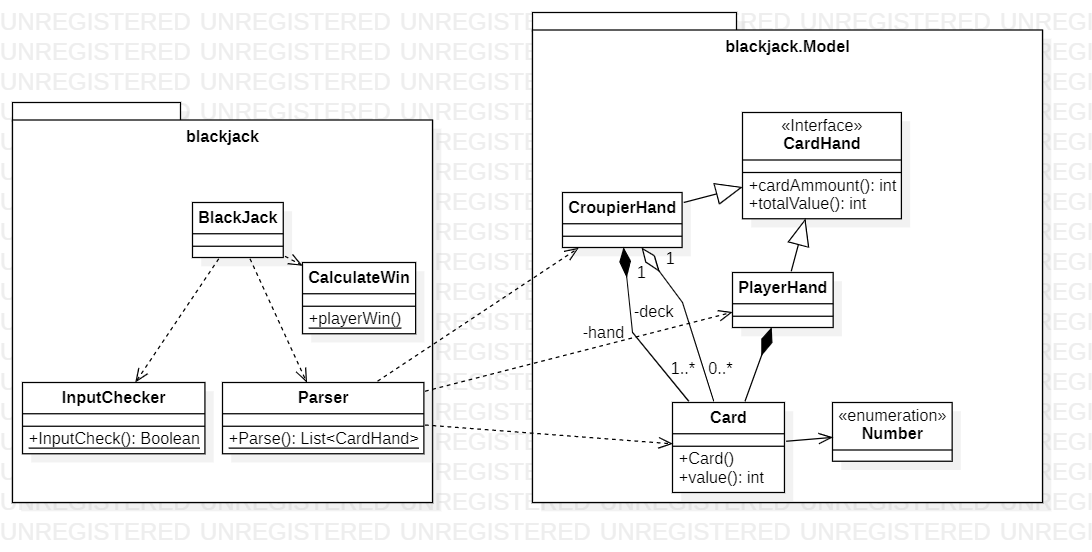 blackjack.Model
blackjack
«Interface»
CardHand
+cardAmmount(): int
+totalValue(): int
CroupierHand
BlackJack
CalculateWin
+playerWin()
PlayerHand
1
1
-deck
-hand
1..*
0..*
InputChecker
+InputCheck(): Boolean
Parser
+Parse(): List<CardHand>
Card
+Card()
+value(): int
«enumeration»
Number
UNREGISTERED UNREGISTERED UNREGISTERED UNREGISTERED UNREGISTERED UNREGISTERED UNREGISTERED